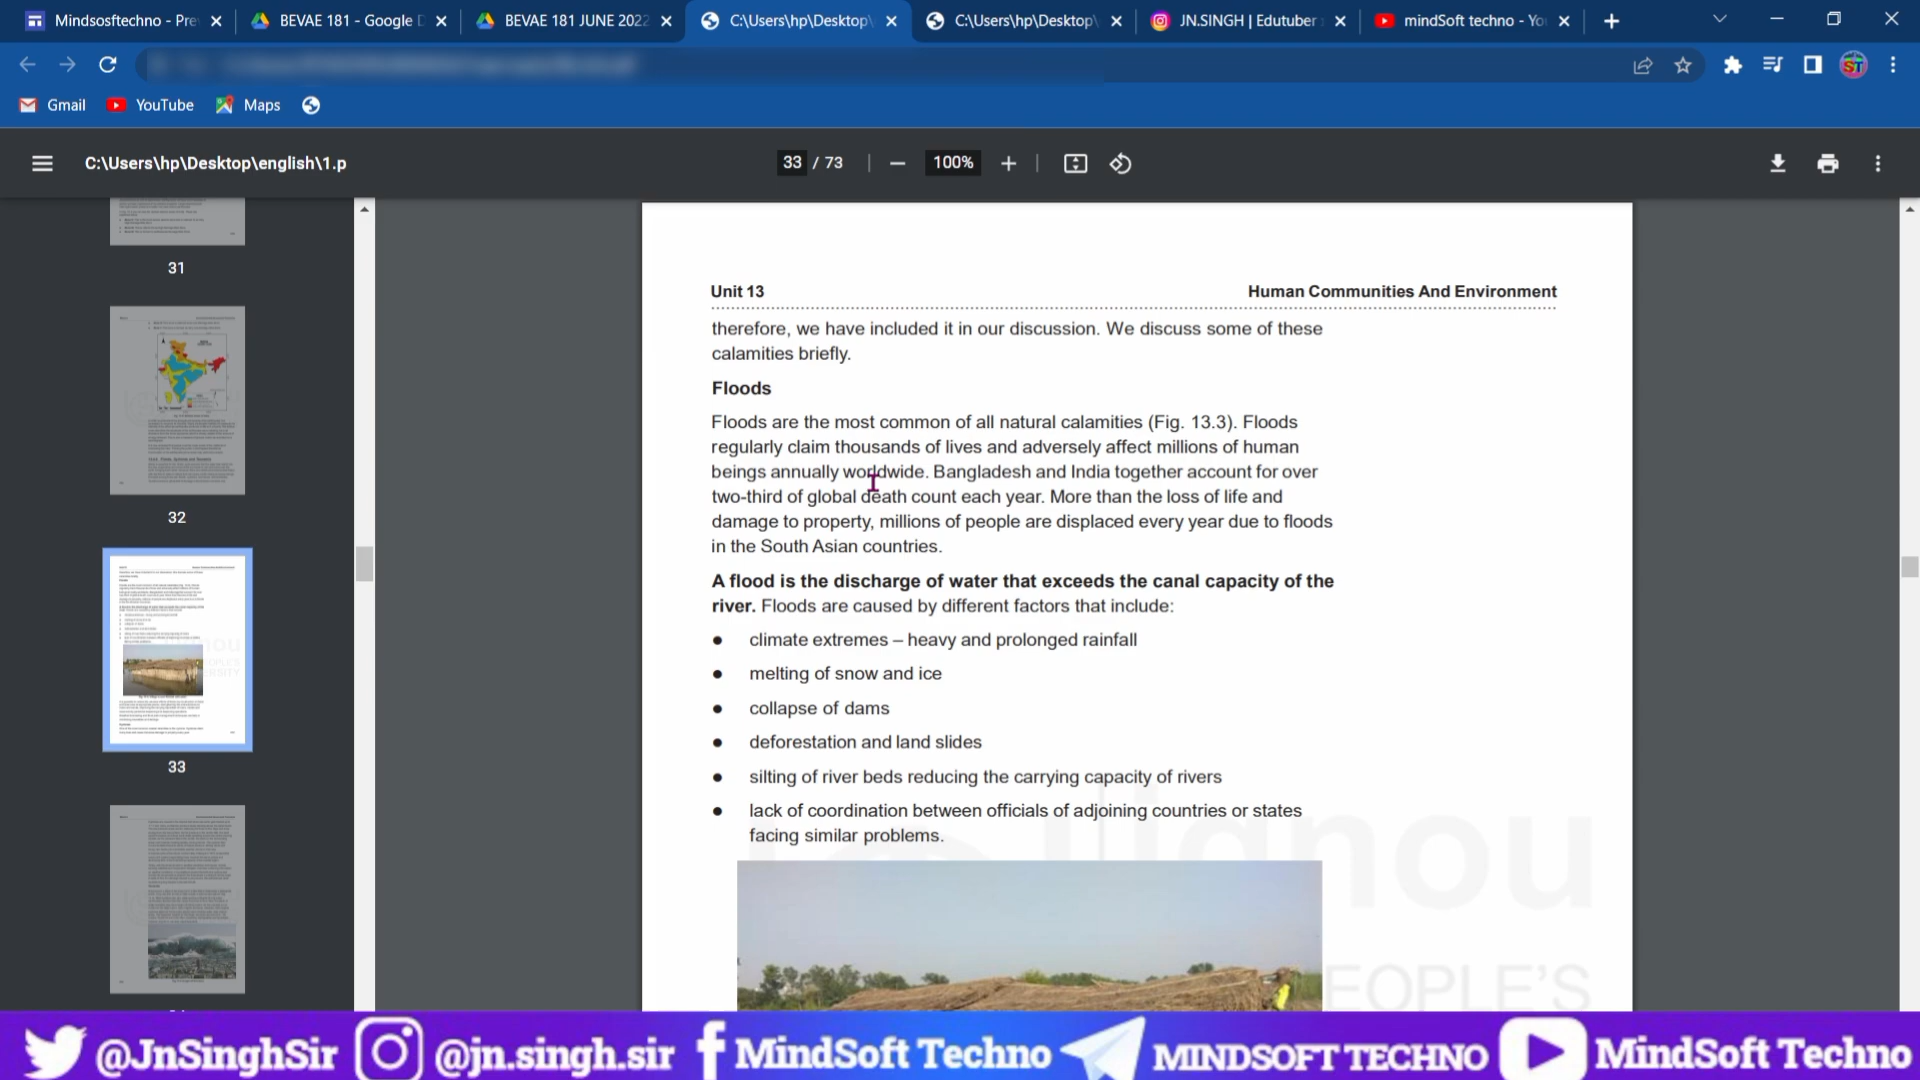 Mindsosftechno - Pre
BEVAE 181 - Google D
BEVAE 181 JUNE 2022
C:\Users\hp\Desktop\
C:\Users\hp\Desktop\
JN.SINGH | Edutuber
mindSoft techno - Yo
Gmail
YouTube
Maps
C:\Users\hp\Desktop\english\1.p
33 / 73
100%
31
32
33
Unit 13
Human Communities And Environment
therefore, we have included it in our discussion. We discuss some of these
calamities briefly.
Floods
Floods are the most common of all natural calamities (Fig. 13.3). Floods
regularly claim thousands of lives and adversely affect millions of human
beings annually worldwide. Bangladesh and India together account for over
two-third of global death count each year. More than the loss of life and
damage to property, millions of people are displaced every year due to floods
in the South Asian countries.
A flood is the discharge of water that exceeds the canal capacity of the
river. Floods are caused by different factors that include:
● climate extremes – heavy and prolonged rainfall
● melting of snow and ice
● collapse of dams
● deforestation and land slides
● silting of river beds reducing the carrying capacity of rivers
● lack of coordination between officials of adjoining countries or states
facing similar problems.
ignou
PEOPLE'S
@JnSinghSir
@jn.singh.sir
MindSoft Techno
MINDSOFT TECHNO
MindSoft Techno